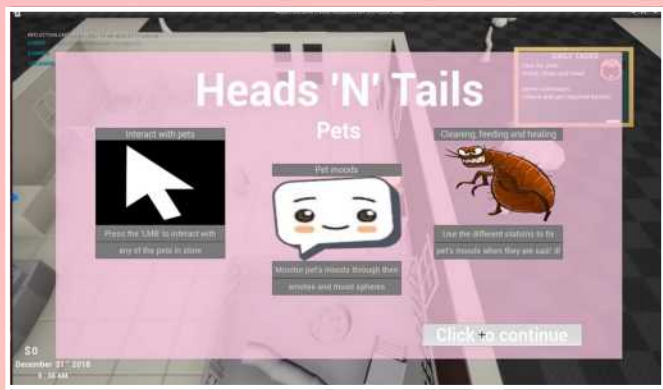 DAILY TASKS
Heads 'N' Tails
Pets
Interact with pets
Press the 'LMB' to interact with
any of the pets in store
Pet moods
Monitor pet's moods through their
emotes and mood spheres
Cleaning, feeding and healing
Use the different stations to fix
pet's moods when they are sad/ ill
Click to continue
$0
December 21st 2018